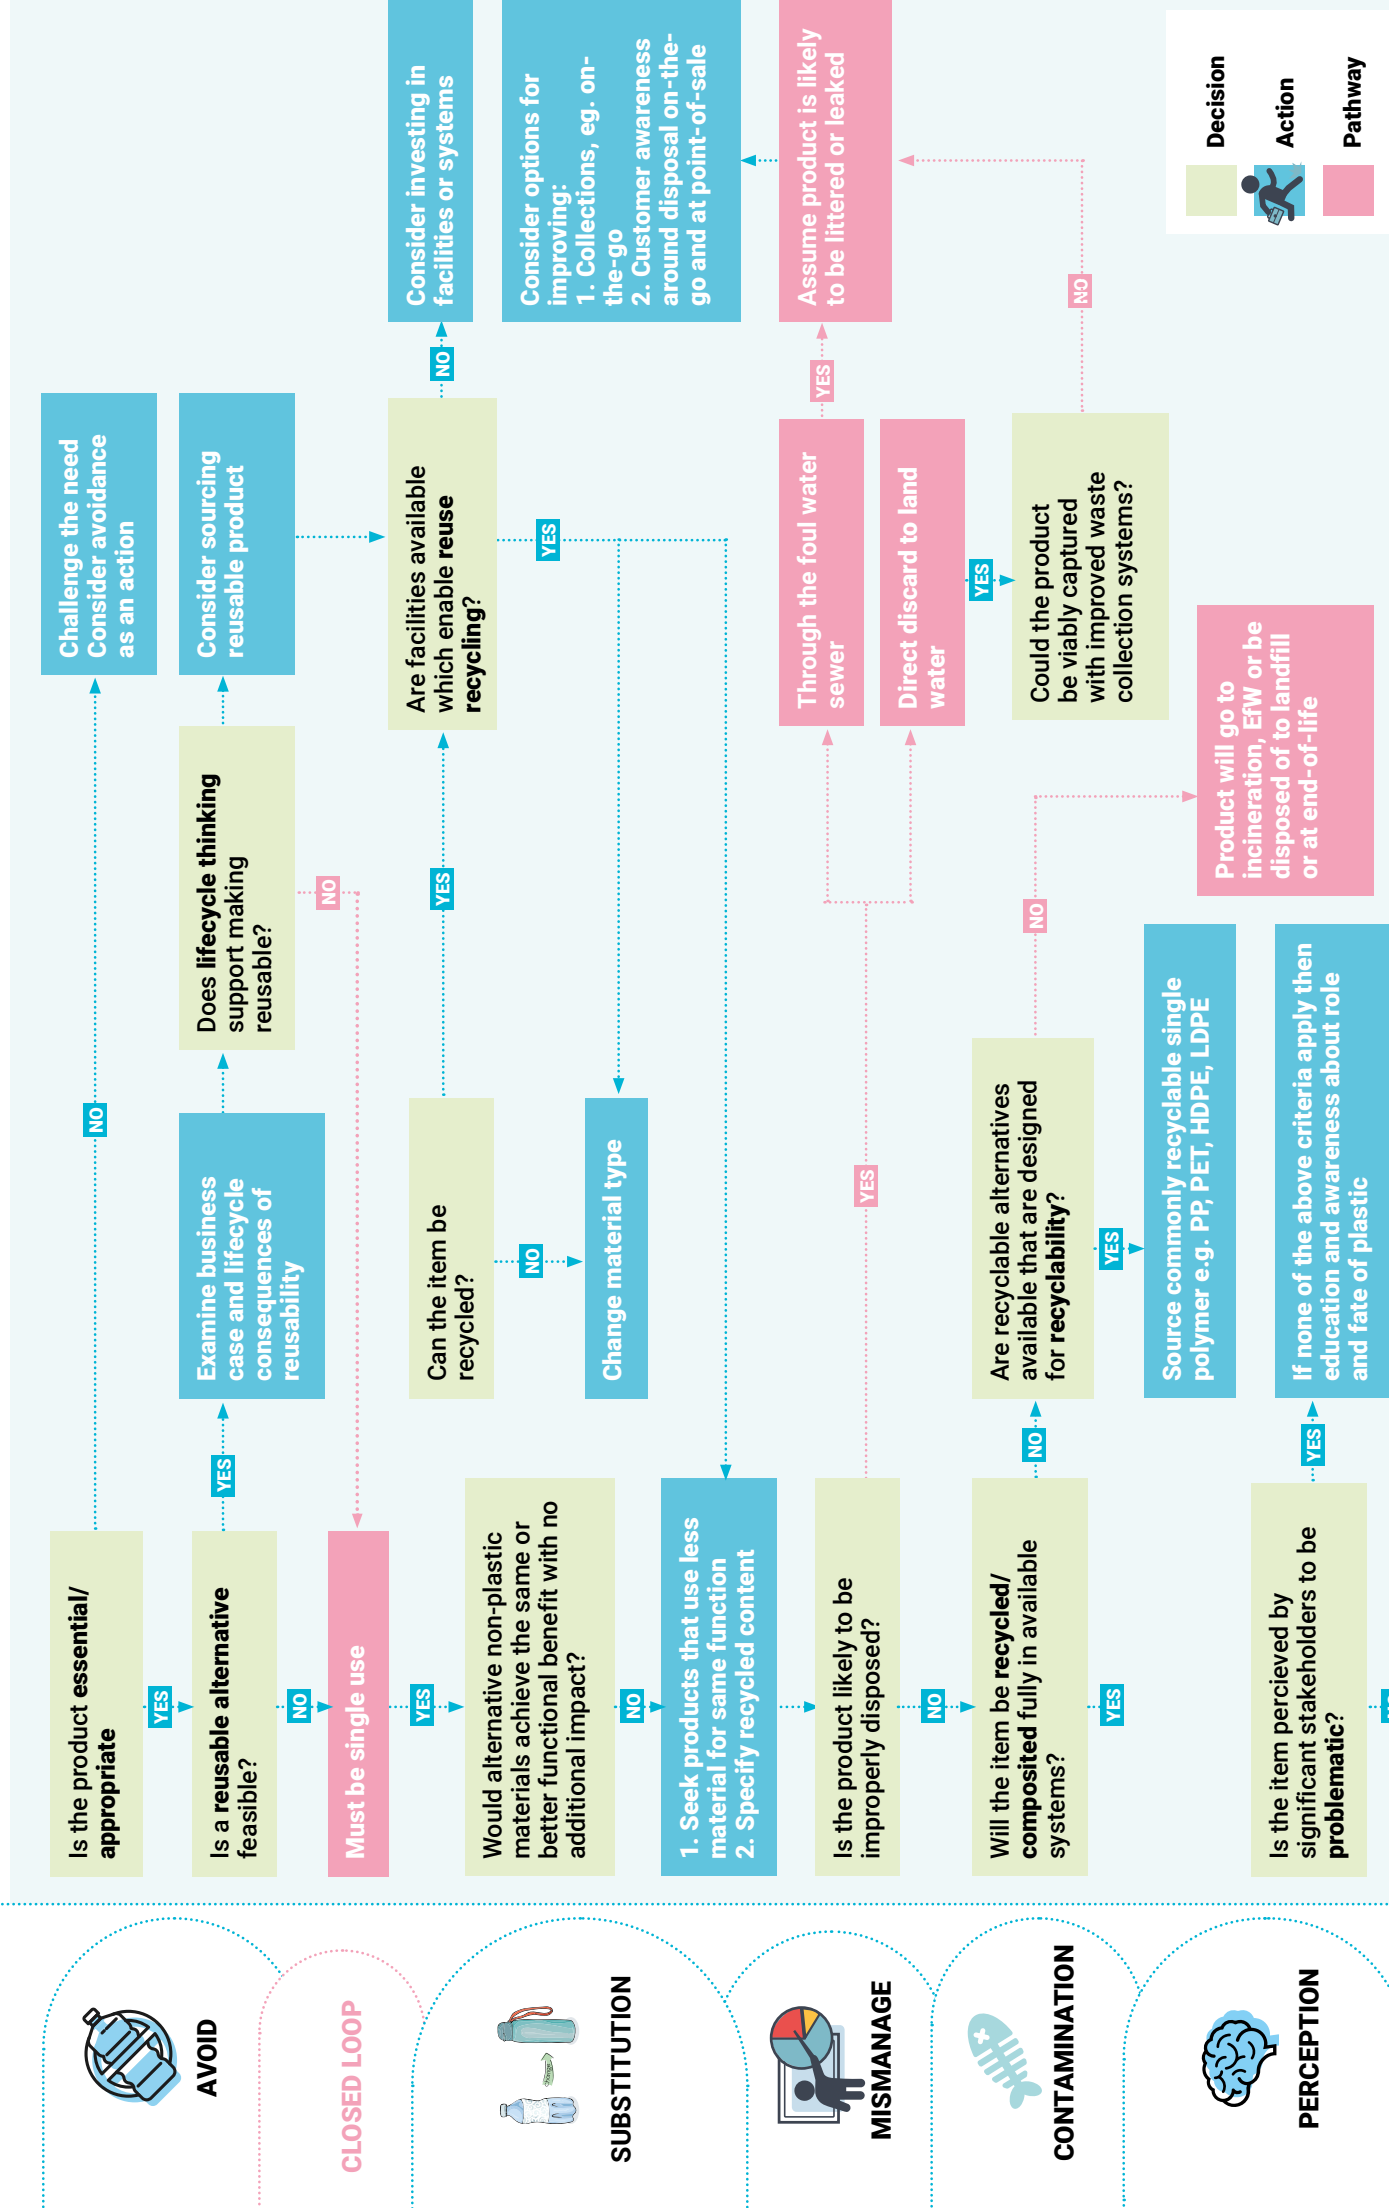 AVOID
Is the product essential/
appropriate
NO
Challenge the need
Consider avoidance
as an action
YES
Is a reusable alternative
feasible?
YES
Examine business
case and lifecycle
consequences of
reusability
Does lifecycle thinking
support making
reusable?
Consider sourcing
reusable product
NO
NO
CLOSED LOOP
Must be single use
YES
SUBSTITUTION
Would alternative non-plastic
materials achieve the same or
better functional benefit with no
additional impact?
Can the item be
recycled?
YES
Are facilities available
which enable reuse
recycling?
NO
Consider investing in
facilities or systems
NO
Change material type
YES
NO
1. Seek products that use less
material for same function
2. Specify recycled content
Consider options for
improving:
1. Collections, eg. on-
the-go
2. Customer awareness
around disposal on-the-
go and at point-of-sale
MISMANAGE
Is the product likely to be
improperly disposed?
YES
Through the foul water
sewer
YES
Assume product is likely
to be littered or leaked
Direct discard to land
water
YES
Could the product
be viably captured
with improved waste
collection systems?
NO
NO
CONTAMINATION
Will the item be recycled/
composited fully in available
systems?
NO
Are recyclable alternatives
available that are designed
for recyclability?
NO
Product will go to
incineration, EfW or be
disposed of to landfill
or at end-of-life
YES
YES
Source commonly recyclable single
polymer e.g. PP, PET, HDPE, LDPE
PERCEPTION
Is the item percieved by
significant stakeholders to be
problematic?
YES
If none of the above criteria apply then
education and awareness about role
and fate of plastic
Decision
Action
Pathway